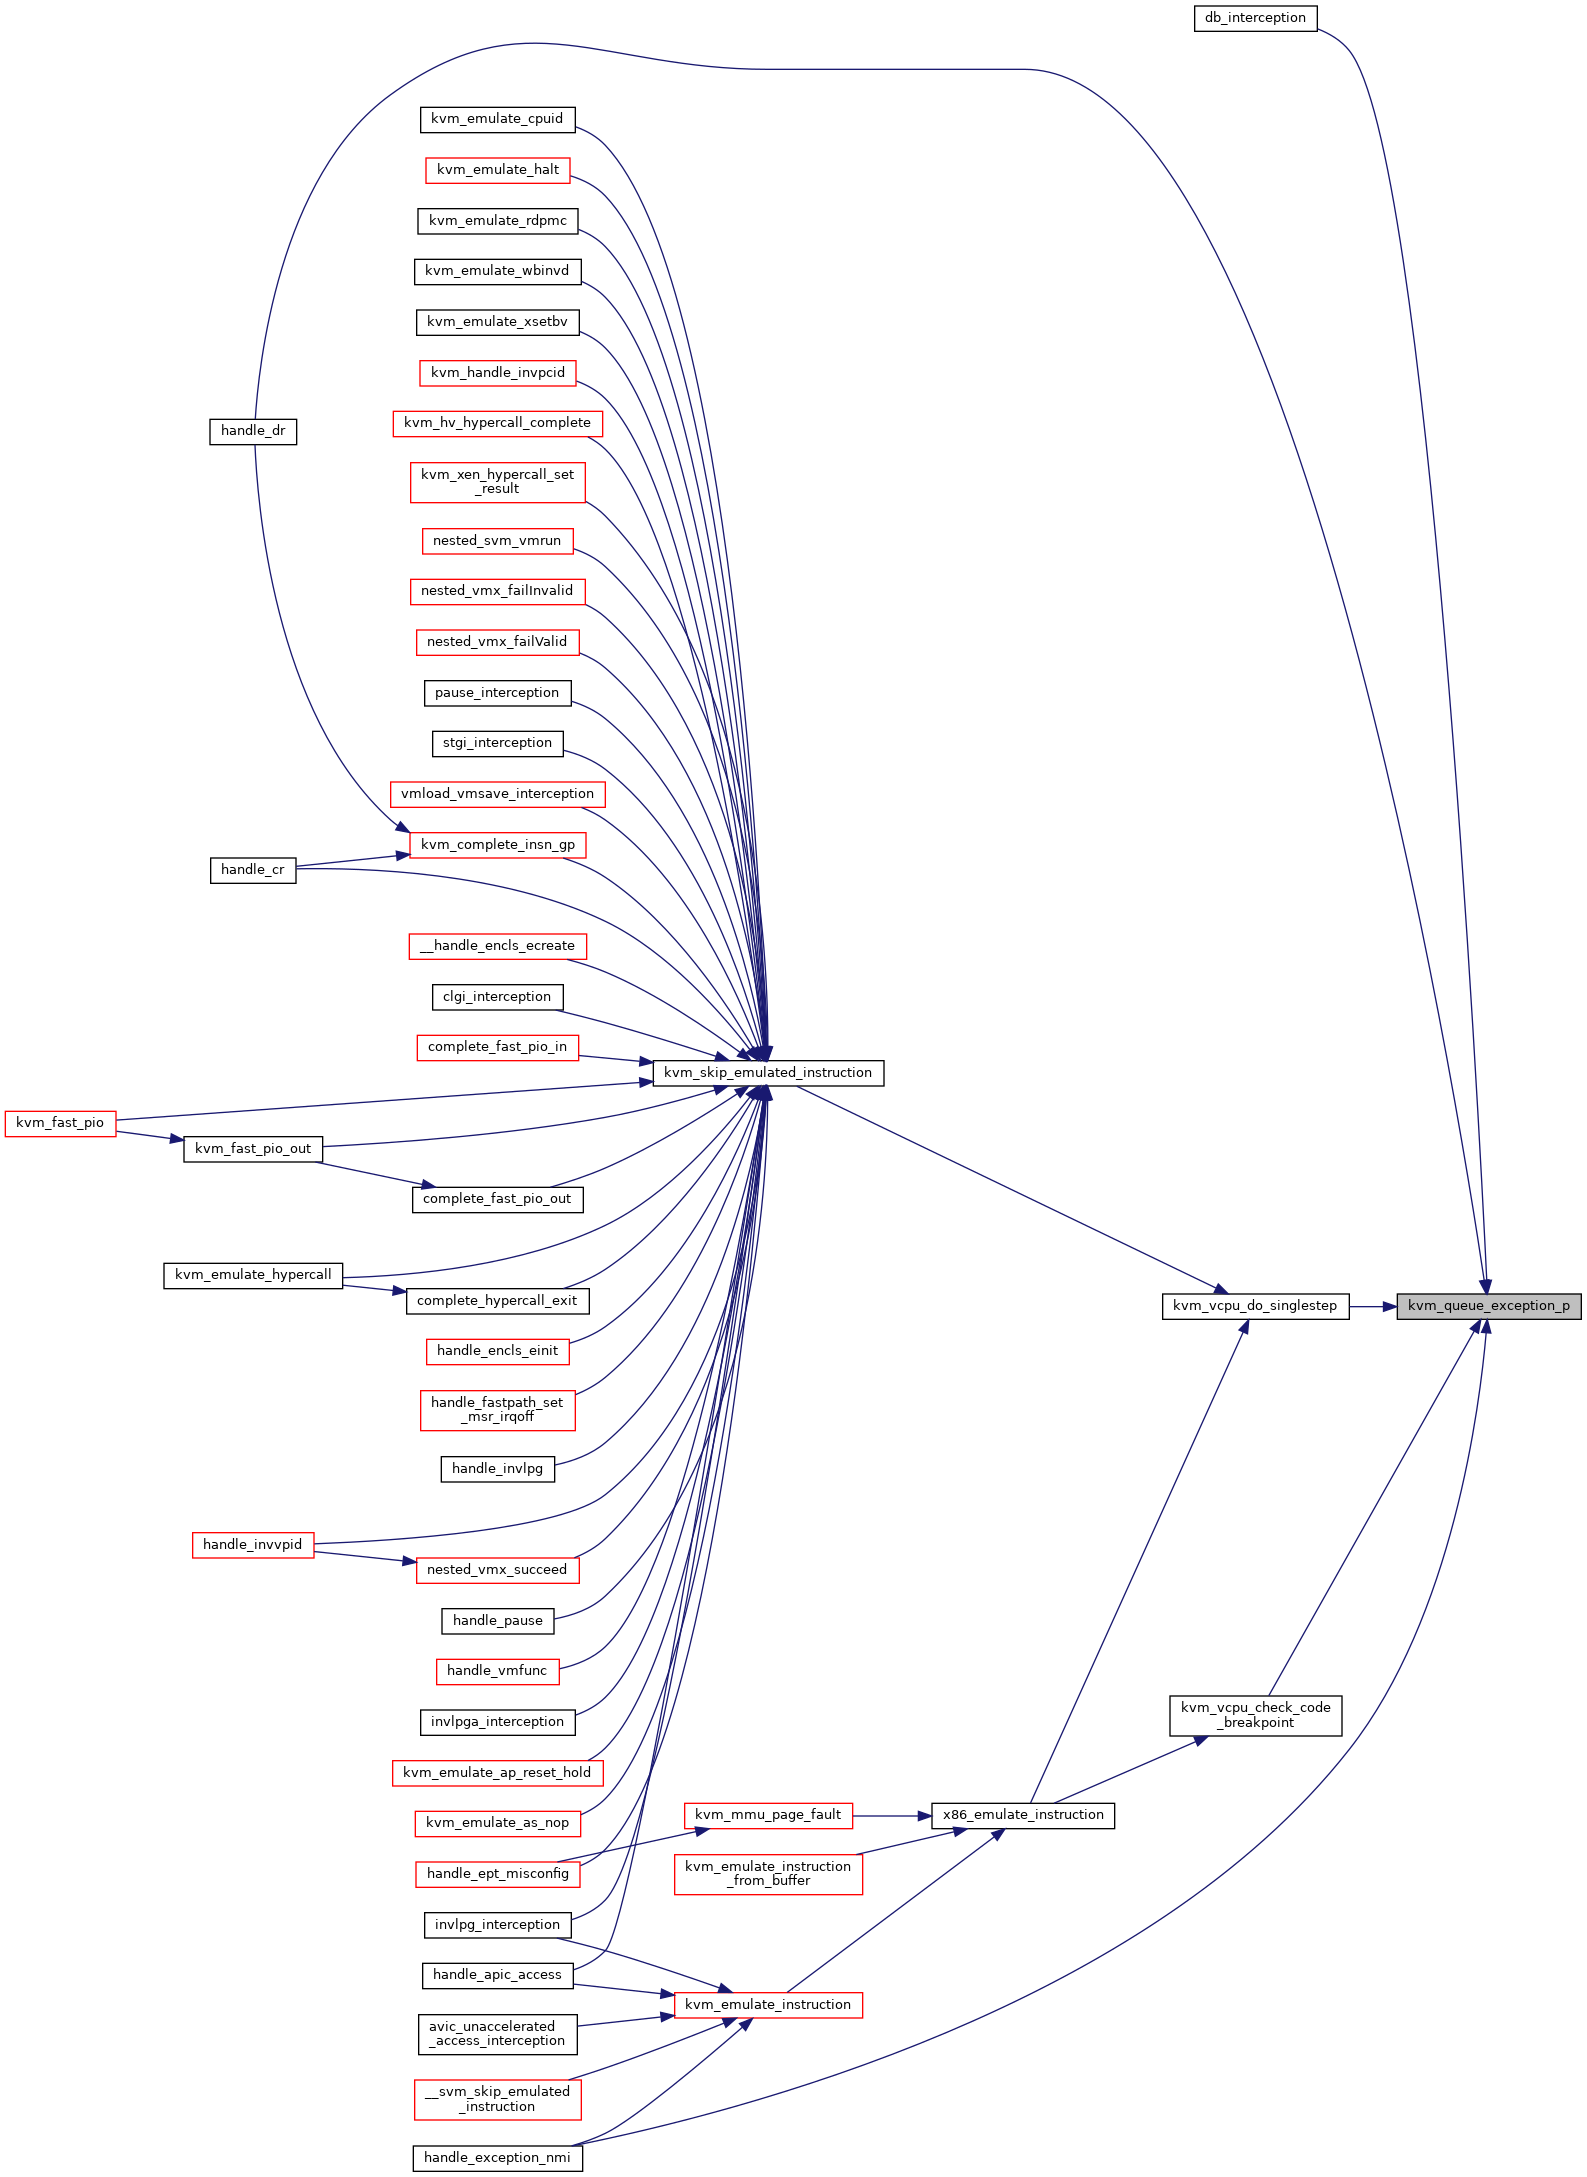 db_interception
kvm_emulate_cpuid
kvm_emulate_halt
kvm_emulate_rdpmc
kvm_emulate_wbinvd
kvm_emulate_xsetbv
kvm_handle_invpcid
kvm_hv_hypercall_complete
handle_dr
kvm_xen_hypercall_set
_result
nested_svm_vmrun
nested_vmx_failInvalid
nested_vmx_failValid
pause_interception
stgi_interception
vmload_vmsave_interception
kvm_complete_insn_gp
handle_cr
__handle_encls_ecreate
clgi_interception
complete_fast_pio_in
kvm_skip_emulated_instruction
kvm_fast_pio
kvm_fast_pio_out
complete_fast_pio_out
kvm_emulate_hypercall
complete_hypercall_exit
kvm_vcpu_do_singlestep
kvm_queue_exception_p
handle_encls_einit
handle_fastpath_set
_msr_irqoff
handle_invlpg
handle_invvpid
nested_vmx_succeed
handle_pause
handle_vmfunc
kvm_vcpu_check_code
_breakpoint
invlpga_interception
kvm_emulate_ap_reset_hold
kvm_mmu_page_fault
x86_emulate_instruction
kvm_emulate_as_nop
kvm_emulate_instruction
_from_buffer
handle_ept_misconfig
invlpg_interception
handle_apic_access
kvm_emulate_instruction
avic_unaccelerated
_access_interception
__svm_skip_emulated
_instruction
handle_exception_nmi